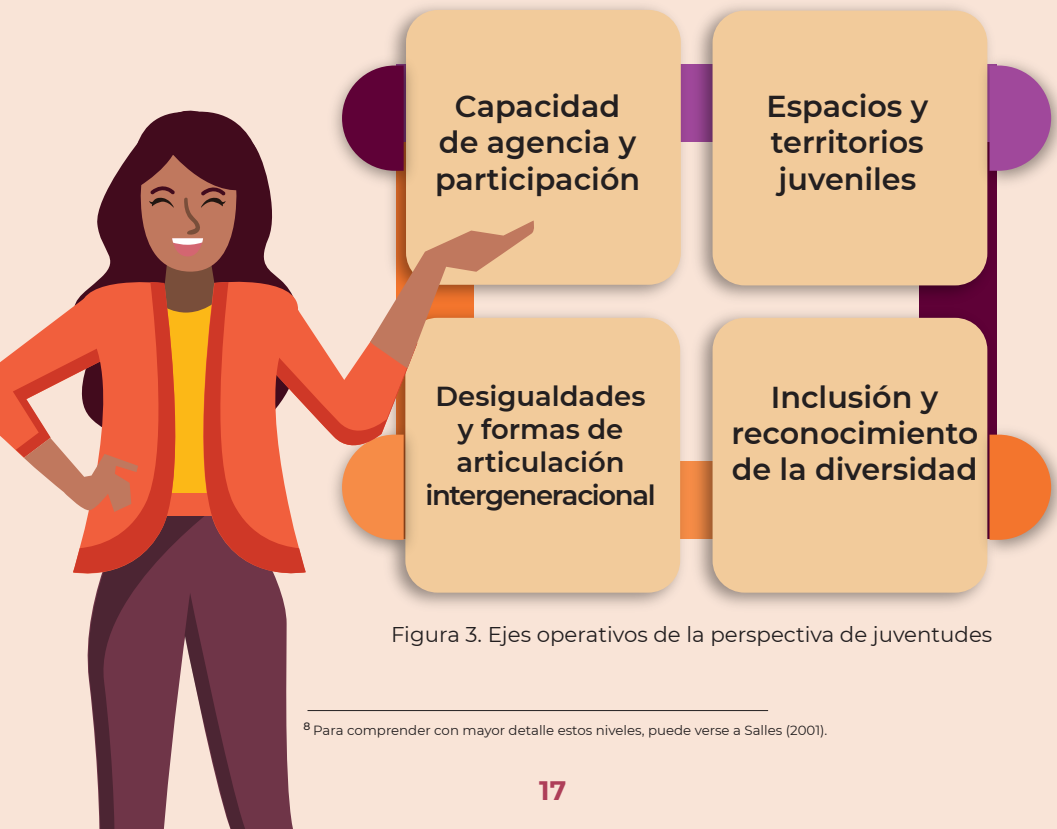 Capacidad
de agencia y
participación
Espacios y
territorios
juveniles
Desigualdades
y formas de
articulación
intergeneracional
Inclusión y
reconocimiento
de la diversidad
Figura 3. Ejes operativos de la perspectiva de juventudes
⁸ Para comprender con mayor detalle estos niveles, puede verse a Salles (2001).
17